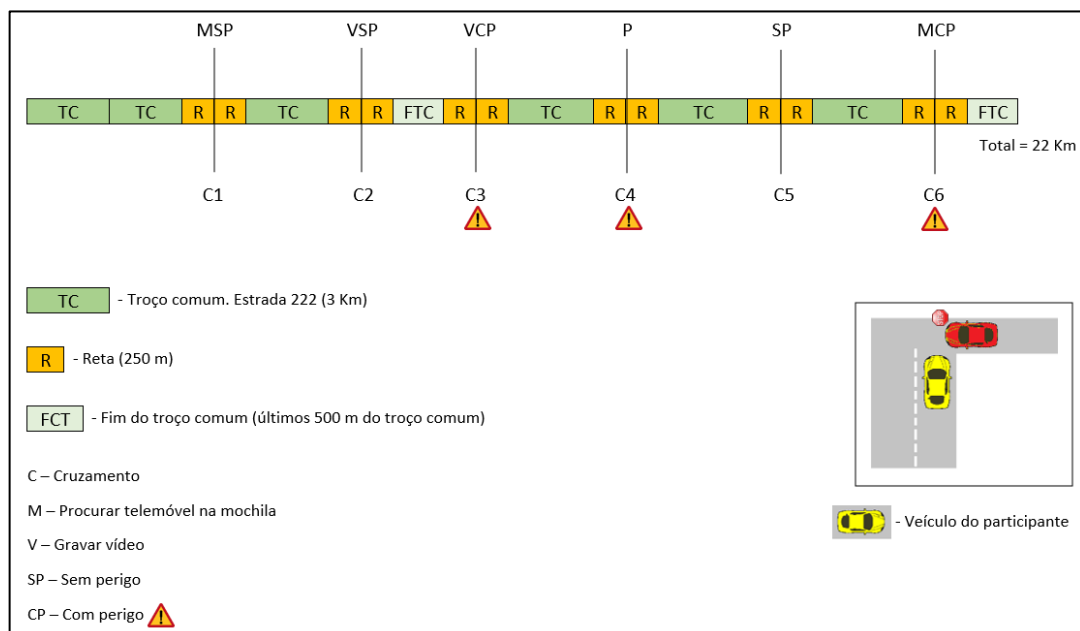 MSP VSP VCP P SP MCP
TC TC R R TC R R FTC R R TC R R TC R R TC R R FTC
Total = 22 Km
C1 C2 C3 C4 C5 C6
TC - Troço comum. Estrada 222 (3 Km)
R - Reta (250 m)
FCT - Fim do troço comum (últimos 500 m do troço comum)
C – Cruzamento
M – Procurar telemóvel na mochila
- Veículo do participante
V – Gravar vídeo
SP – Sem perigo
CP – Com perigo